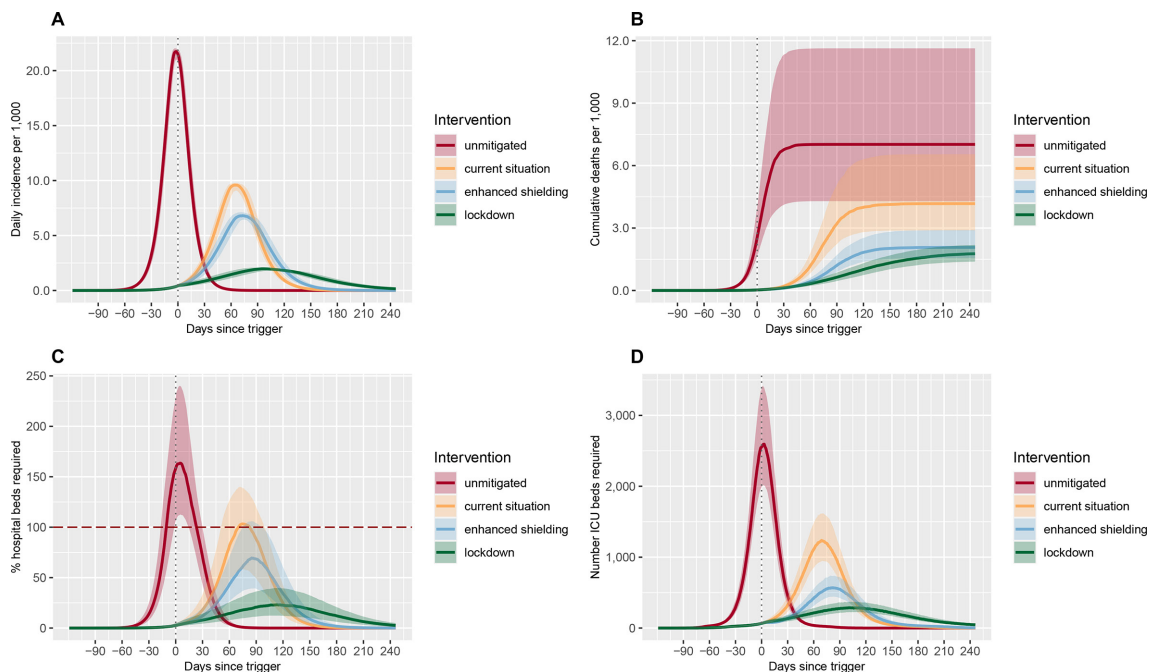 A
Daily incidence per 1,000
20.0
15.0
10.0
5.0
0.0
−90 −60 −30 0 30 60 90 120 150 180 210 240
Days since trigger
Intervention
unmitigated
current situation
enhanced shielding
lockdown
B
Cumulative deaths per 1,000
12.0
9.0
6.0
3.0
0.0
−90 −60 −30 0 30 60 90 120 150 180 210 240
Days since trigger
Intervention
unmitigated
current situation
enhanced shielding
lockdown
C
% hospital beds required
250
200
150
100
50
0
−90 −60 −30 0 30 60 90 120 150 180 210 240
Days since trigger
Intervention
unmitigated
current situation
enhanced shielding
lockdown
D
Number ICU beds required
3,000
2,000
1,000
0
−90 −60 −30 0 30 60 90 120 150 180 210 240
Days since trigger
Intervention
unmitigated
current situation
enhanced shielding
lockdown